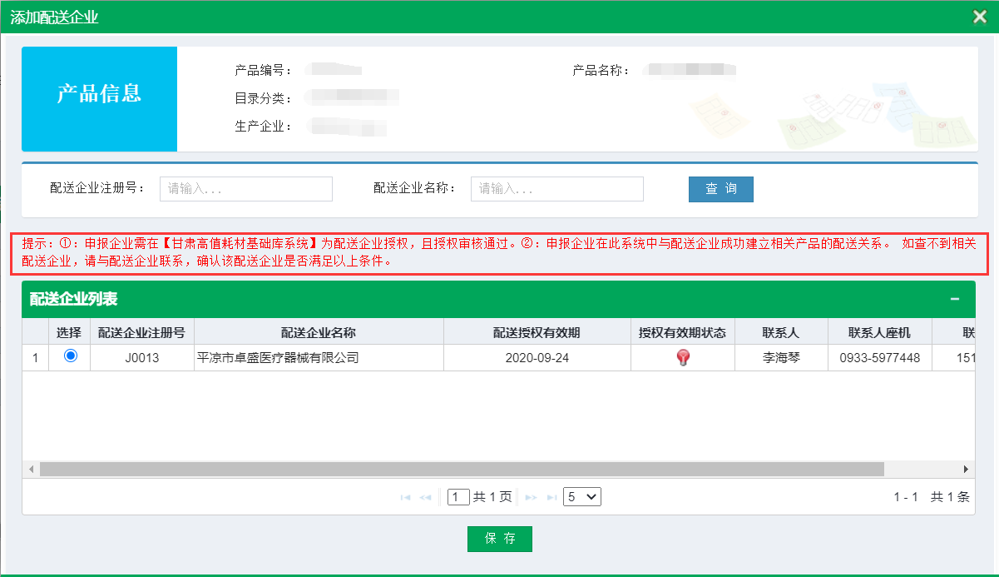 添加配送企业
产品信息
产品编号：
产品名称：
目录分类：
生产企业：
配送企业注册号：
请输入...
配送企业名称：
请输入...
查 询
提示：①：申报企业需在【甘肃高值耗材基础库系统】为配送企业授权，且授权审核通过。②：申报企业在此系统中与配送企业成功建立相关产品的配送关系。 如查不到相关
配送企业，请与配送企业联系，确认该配送企业是否满足以上条件。
配送企业列表
选择 配送企业注册号 配送企业名称 配送授权有效期 授权有效期状态 联系人 联系人座机 联
1 J0013 平凉市卓盛医疗器械有限公司 2020-09-24 李海琴 0933-5977448 151
1 共 1 页 5
1 - 1 共 1 条
保 存